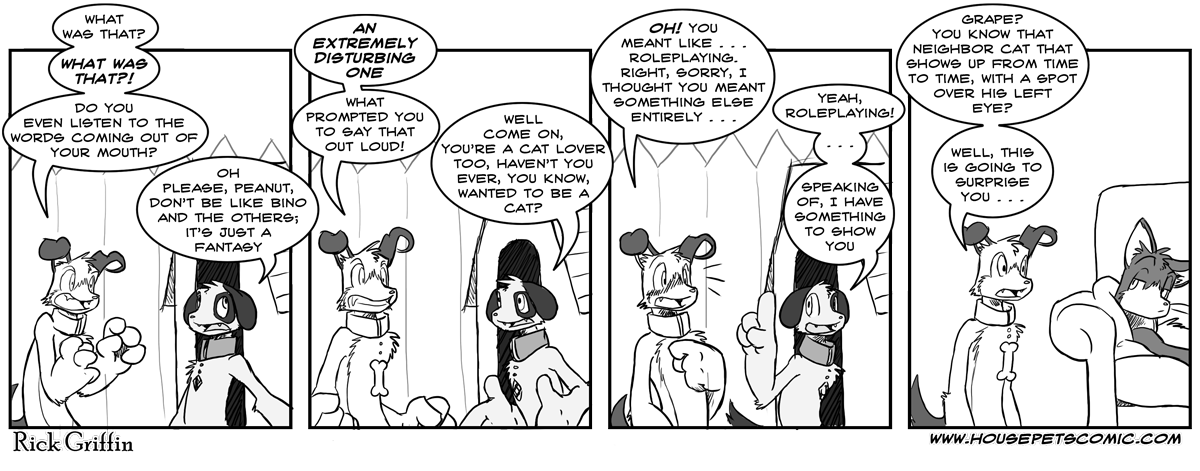 WHAT
WAS THAT?
WHAT WAS
THAT?!
DO YOU
EVEN LISTEN TO THE
WORDS COMING OUT OF
YOUR MOUTH?
OH
PLEASE, PEANUT,
DON'T BE LIKE BINO
AND THE OTHERS;
IT'S JUST A
FANTASY
AN
EXTREMELY
DISTURBING
ONE
WHAT
PROMPTED YOU
TO SAY THAT
OUT LOUD!
WELL
COME ON,
YOU'RE A CAT LOVER
TOO, HAVEN'T YOU
EVER, YOU KNOW,
WANTED TO BE A
CAT?
OH! YOU
MEANT LIKE . . .
ROLEPLAYING.
RIGHT, SORRY, I
THOUGHT YOU MEANT
SOMETHING ELSE
ENTIRELY . . .
YEAH,
ROLEPLAYING!
. . .
SPEAKING
OF, I HAVE
SOMETHING
TO SHOW
YOU
GRAPE?
YOU KNOW THAT
NEIGHBOR CAT THAT
SHOWS UP FROM TIME
TO TIME, WITH A SPOT
OVER HIS LEFT
EYE?
WELL, THIS
IS GOING TO
SURPRISE
YOU . . .
Rick Griffin
WWW.HOUSEPETSCOMIC.COM